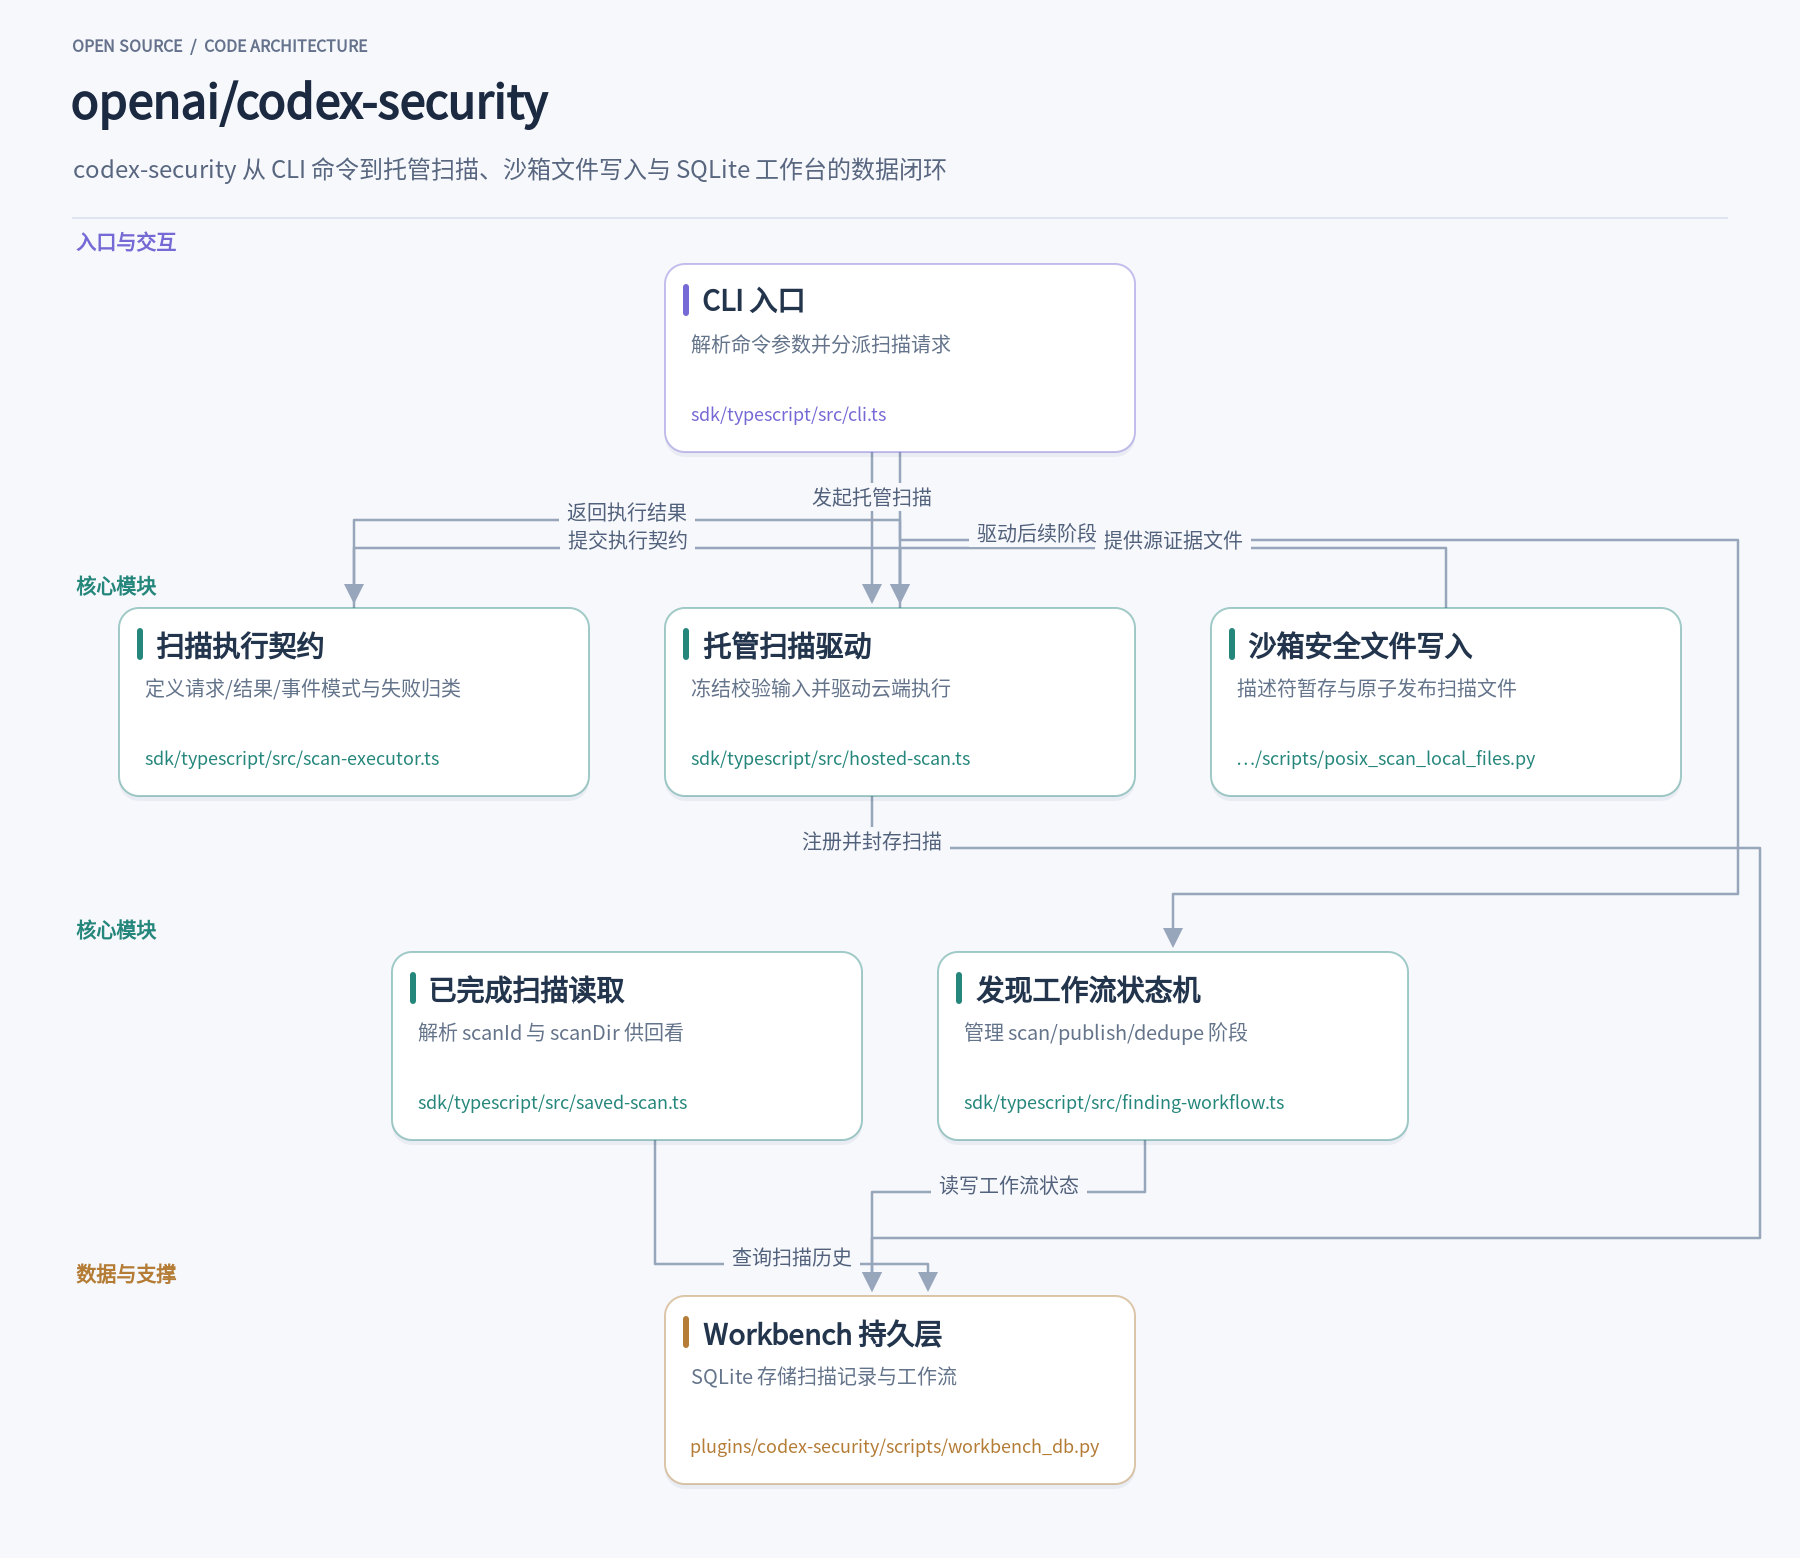 OPEN SOURCE / CODE ARCHITECTURE
openai/codex-security
codex-security 从 CLI 命令到托管扫描、沙箱文件写入与 SQLite 工作台的数据闭环
入口与交互
CLI 入口
解析命令参数并分派扫描请求
sdk/typescript/src/cli.ts
发起托管扫描
返回执行结果
提交执行契约
驱动后续阶段
提供源证据文件
核心模块
扫描执行契约
定义请求/结果/事件模式与失败归类
sdk/typescript/src/scan-executor.ts
托管扫描驱动
冻结校验输入并驱动云端执行
sdk/typescript/src/hosted-scan.ts
沙箱安全文件写入
描述符暂存与原子发布扫描文件
…/scripts/posix_scan_local_files.py
注册并封存扫描
核心模块
已完成扫描读取
解析 scanId 与 scanDir 供回看
sdk/typescript/src/saved-scan.ts
发现工作流状态机
管理 scan/publish/dedupe 阶段
sdk/typescript/src/finding-workflow.ts
读写工作流状态
查询扫描历史
数据与支撑
Workbench 持久层
SQLite 存储扫描记录与工作流
plugins/codex-security/scripts/workbench_db.py